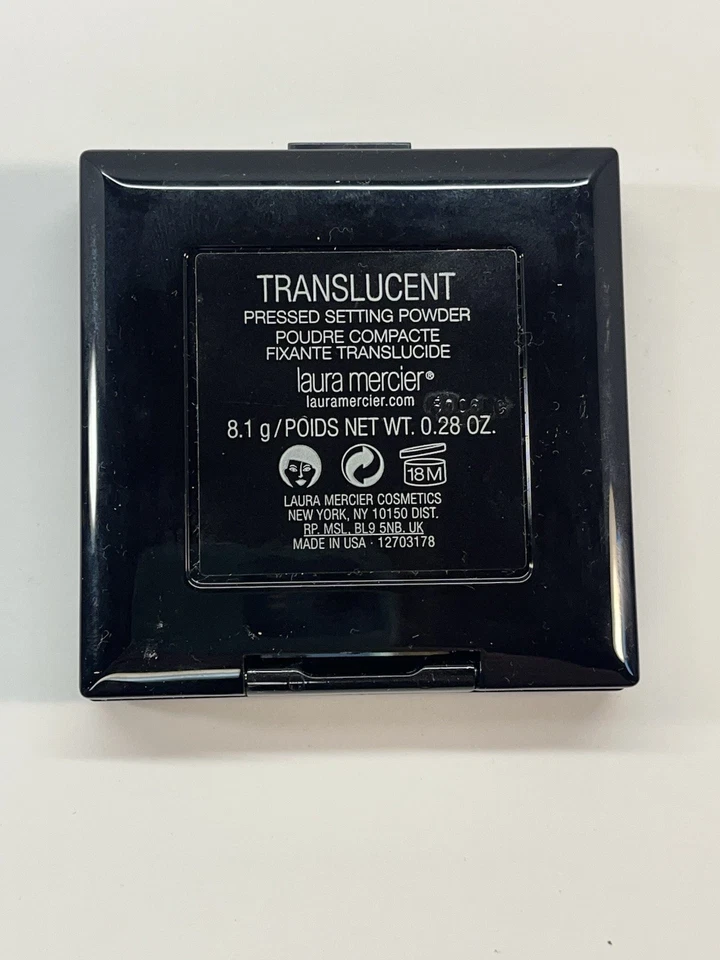 TRANSLUCENT
PRESSED SETTING POWDER
POUDRE COMPACTE
FIXANTE TRANSLUCIDE
laura mercier®
lauramercier.com
8.1 g/POIDS NET WT. 0.28 OZ.
18M
LAURA MERCIER COSMETICS
NEW YORK, NY 10150 DIST.
RP. MSL, BL9 5NB, UK
MADE IN USA · 12703178